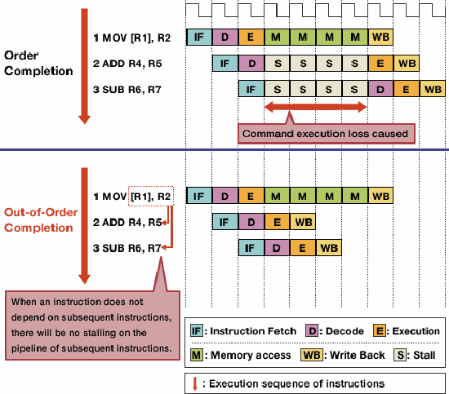 Order
Completion
1 MOV [R1], R2
IF D E M M M M WB
2 ADD R4, R5
IF D S S S S E WB
3 SUB R6, R7
IF S S S S D E WB
Command execution loss caused
Out-of-Order
Completion
1 MOV [R1], R2
IF D E M M M M WB
2 ADD R4, R5
IF D E WB
3 SUB R6, R7
IF D E WB
When an instruction does not
depend on subsequent instructions,
there will be no stalling on the
pipeline of subsequent instructions.
IF : Instruction Fetch D : Decode E : Execution
M : Memory access WB : Write Back S : Stall
: Execution sequence of instructions